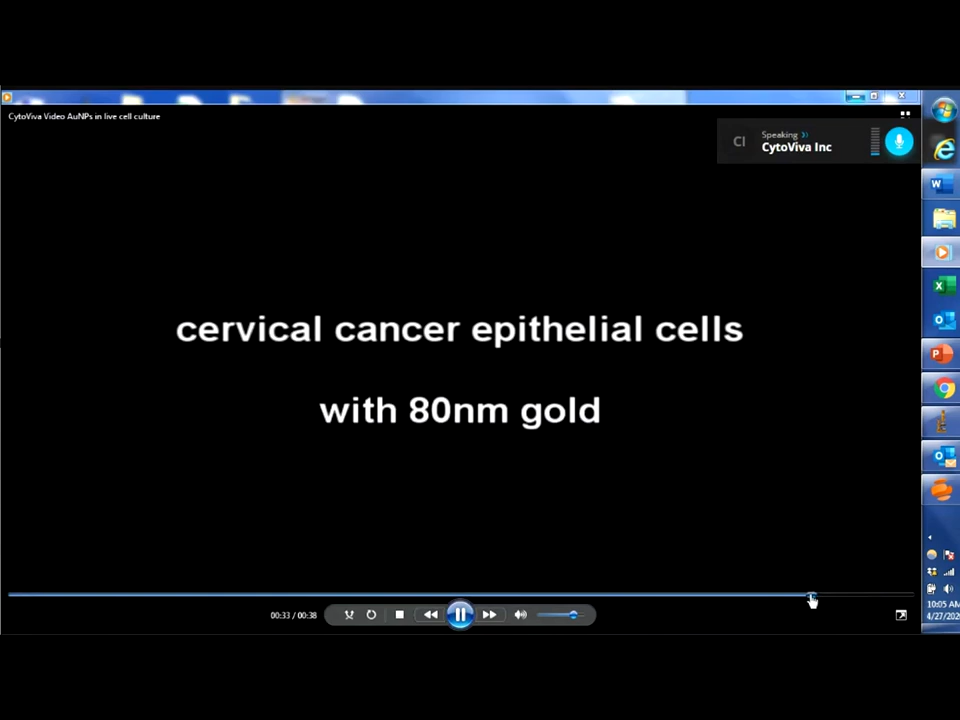 CytoViva Video AuNPs in live cell culture
CI
Speaking
CytoViva Inc
cervical cancer epithelial cells
with 80nm gold
00:33 / 00:38
10:05 AM